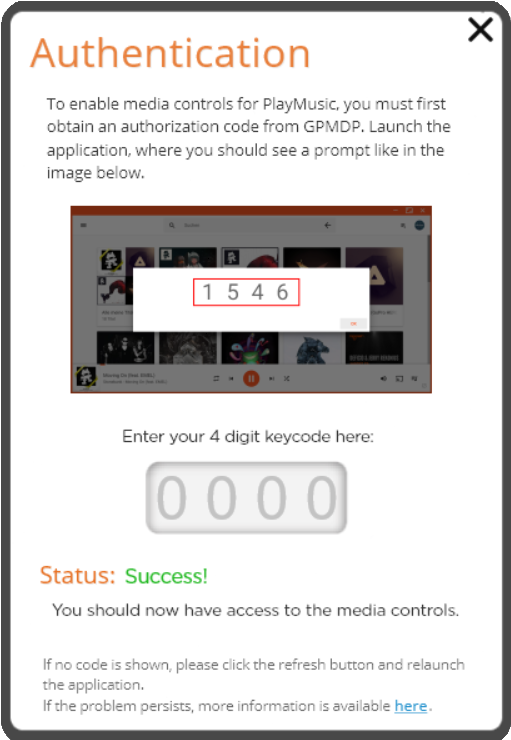 Authentication
To enable media controls for PlayMusic, you must first
obtain an authorization code from GPMDP. Launch the
application, where you should see a prompt like in the
image below.
1 5 4 6
OK
Enter your 4 digit keycode here:
0 0 0 0
Status: Success!
You should now have access to the media controls.
If no code is shown, please click the refresh button and relaunch
the application.
If the problem persists, more information is available here.